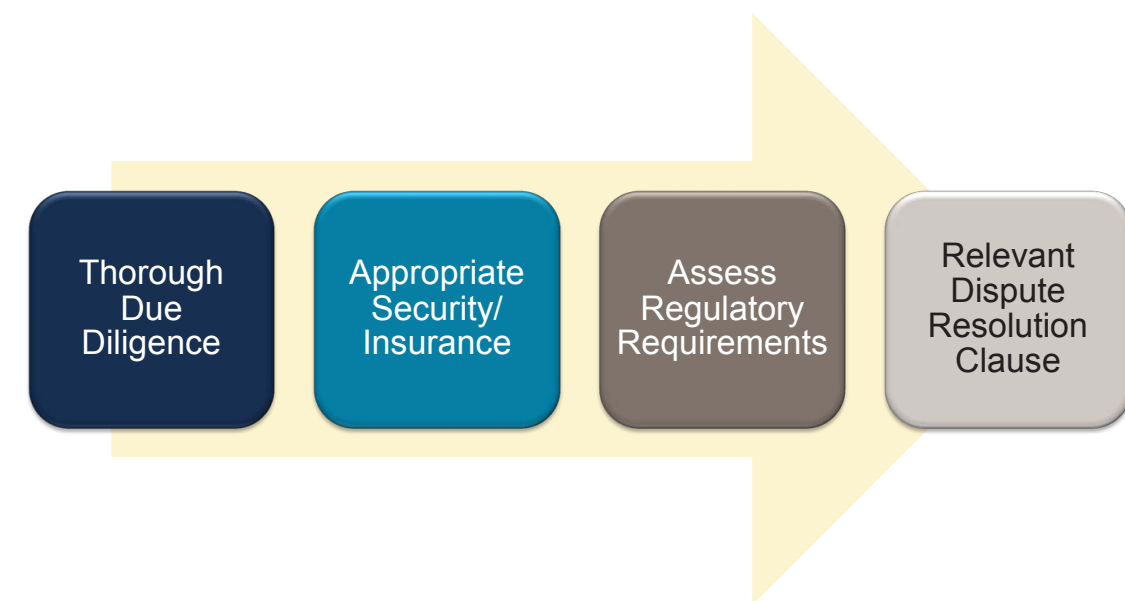 Thorough
Due
Diligence
Appropriate
Security/
Insurance
Assess
Regulatory
Requirements
Relevant
Dispute
Resolution
Clause